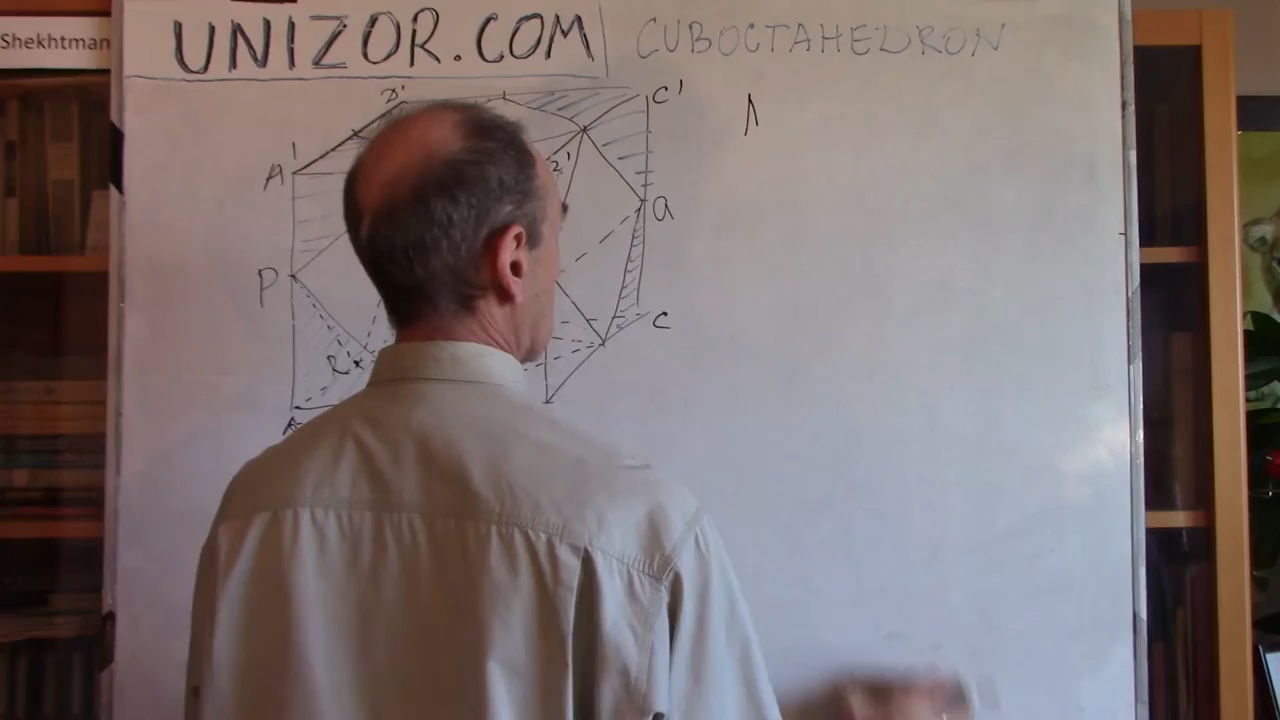 Shekhtman
UNIZOR.COM
CUBOCTAHEDRON
D'
C'
A'
Q
P
R
C
A